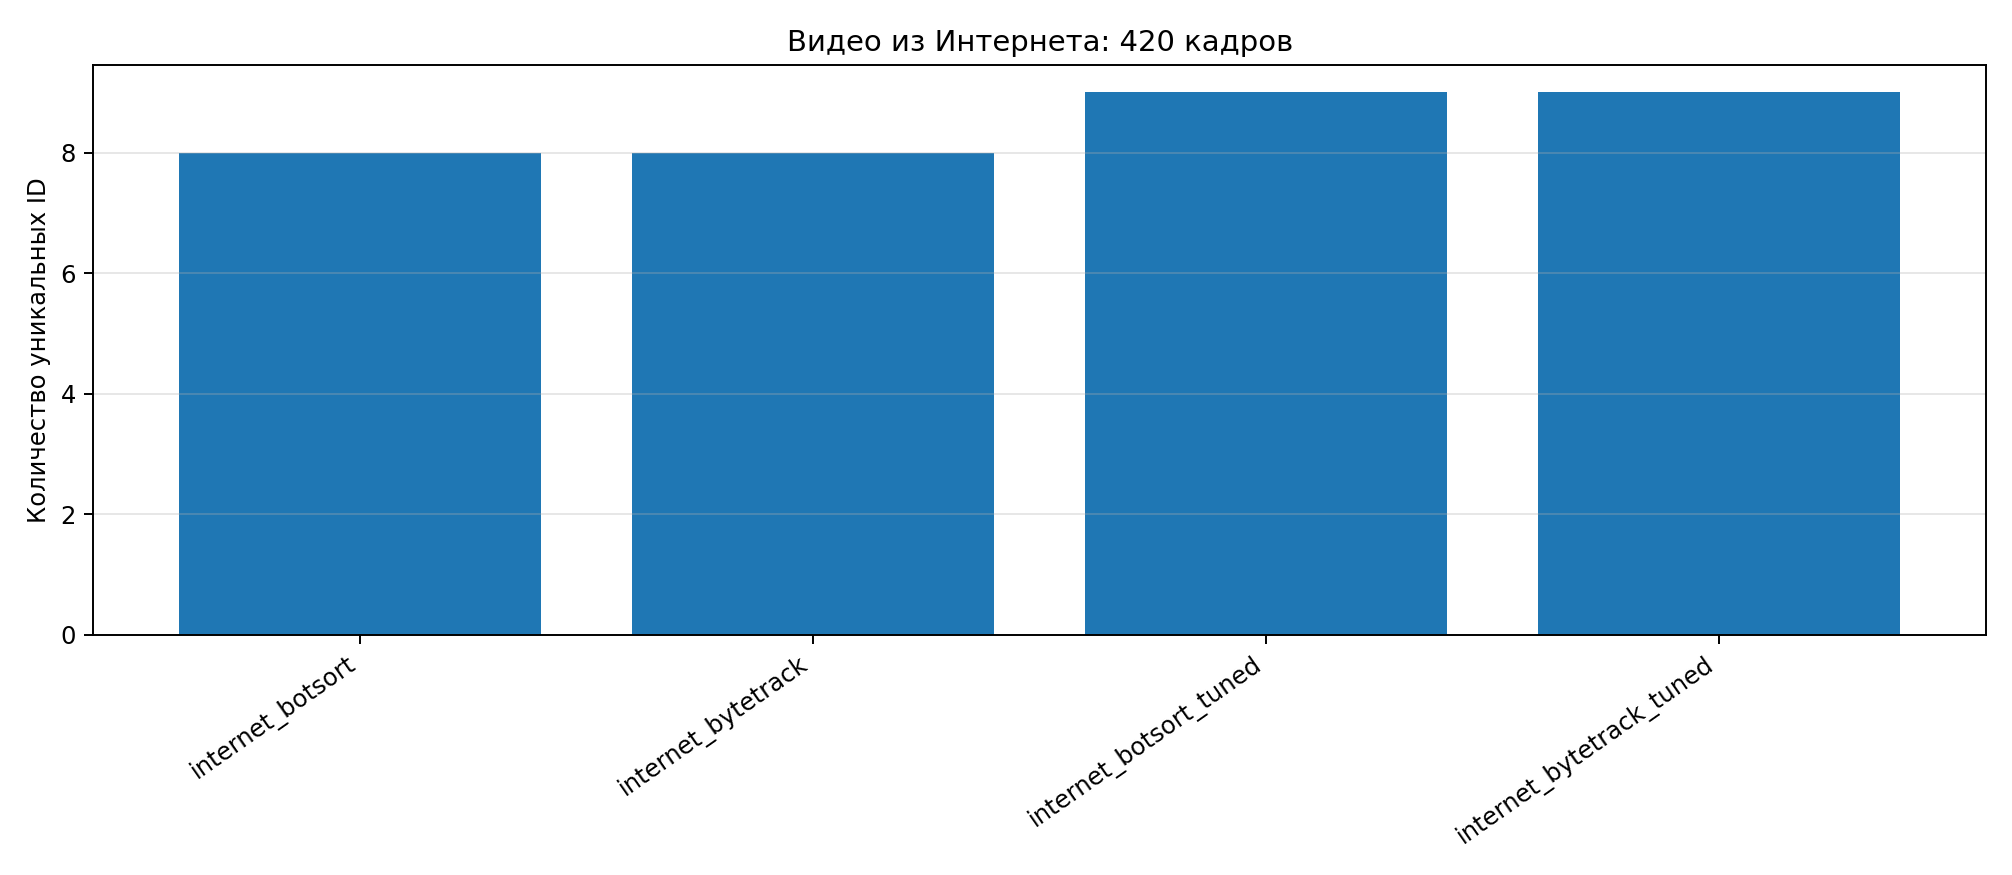 Видео из Интернета: 420 кадров
Количество уникальных ID
8
6
4
2
0
internet_botsort
internet_bytetrack
internet_botsort_tuned
internet_bytetrack_tuned